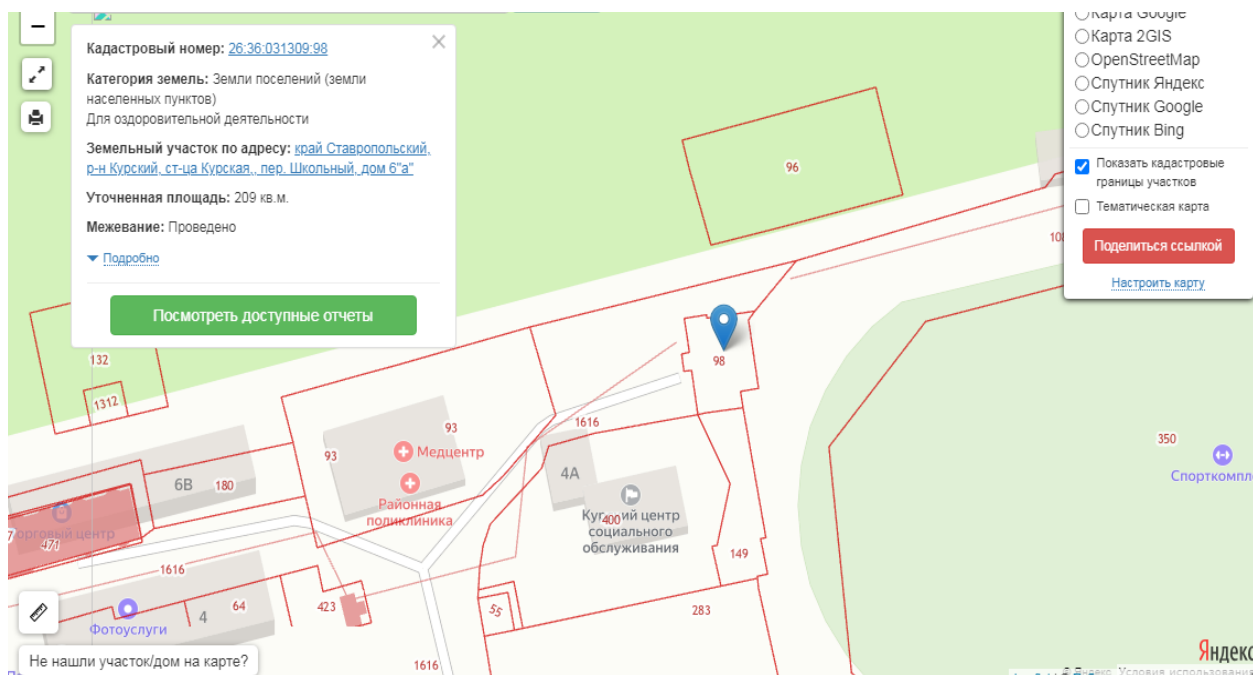 Кадастровый номер: 26:36:031309:98
Категория земель: Земли поселений (земли
населенных пунктов)
Для оздоровительной деятельности
Земельный участок по адресу: край Ставропольский,
р-н Курский, ст-ца Курская,, пер. Школьный, дом 6"а"
Уточненная площадь: 209 кв.м.
Межевание: Проведено
Подробно
Посмотреть доступные отчеты
Карта Google
Карта 2GIS
OpenStreetMap
Спутник Яндекс
Спутник Google
Спутник Bing
Показать кадастровые
границы участков
Тематическая карта
Поделиться ссылкой
Настроить карту
96
98
132
1312
93
93
Медцентр
Районная
поликлиника
1616
4А
400
центр
социального
обслуживания
149
350
Спорткомпл
6В
180
471
центр
1616
64
4
423
Фотоуслуги
55
283
1616
Не нашли участок/дом на карте?
Яндекс
Условия использования